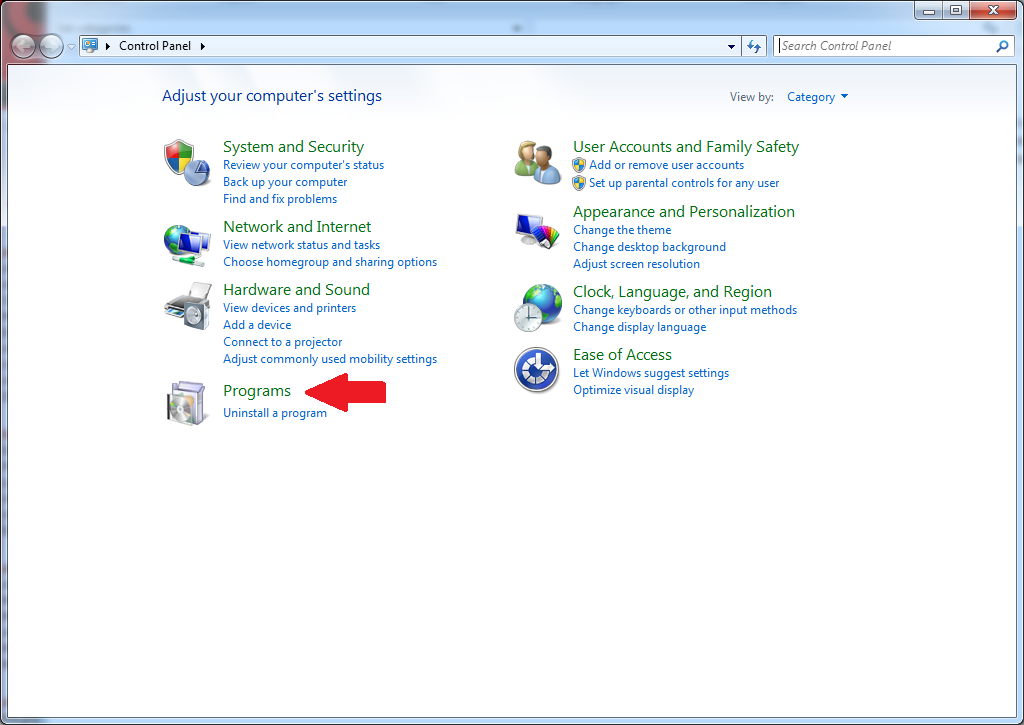 Control Panel
Search Control Panel
Adjust your computer's settings
View by: Category
System and Security
Review your computer's status
Back up your computer
Find and fix problems
Network and Internet
View network status and tasks
Choose homegroup and sharing options
Hardware and Sound
View devices and printers
Add a device
Connect to a projector
Adjust commonly used mobility settings
Programs
Uninstall a program
User Accounts and Family Safety
Add or remove user accounts
Set up parental controls for any user
Appearance and Personalization
Change the theme
Change desktop background
Adjust screen resolution
Clock, Language, and Region
Change keyboards or other input methods
Change display language
Ease of Access
Let Windows suggest settings
Optimize visual display